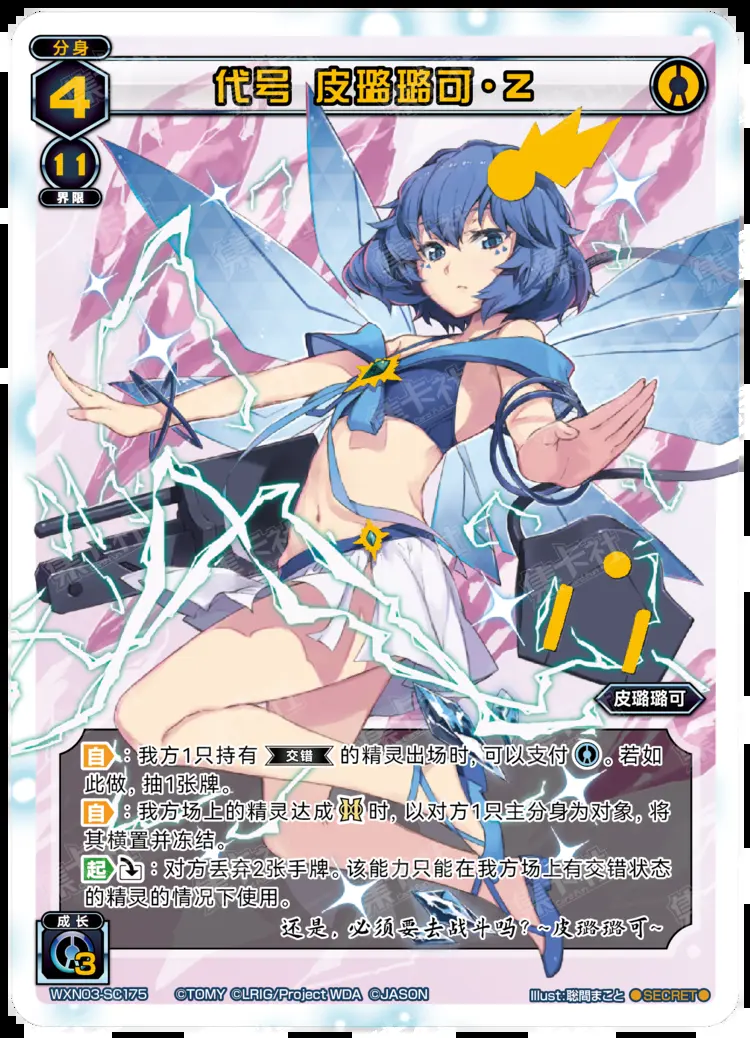 分身
4
代号 皮璐璐可·Z
11
界限
皮璐璐可
自：我方1只持有 交错 的精灵出场时，可以支付 。若如
此做，抽1张牌。
自：我方场上的精灵达成 时，以对方1只主分身为对象，将
其横置并冻结。
起 ：对方丢弃2张手牌。该能力只能在我方场上有交错状态
的精灵的情况下使用。
还是，必须要去战斗吗？~皮璐璐可~
成长
3
WXN03-SC175 ©TOMY ©LRIG/Project WDA ©JASON Illust:聡間まこと ●SECRET●
集卡社